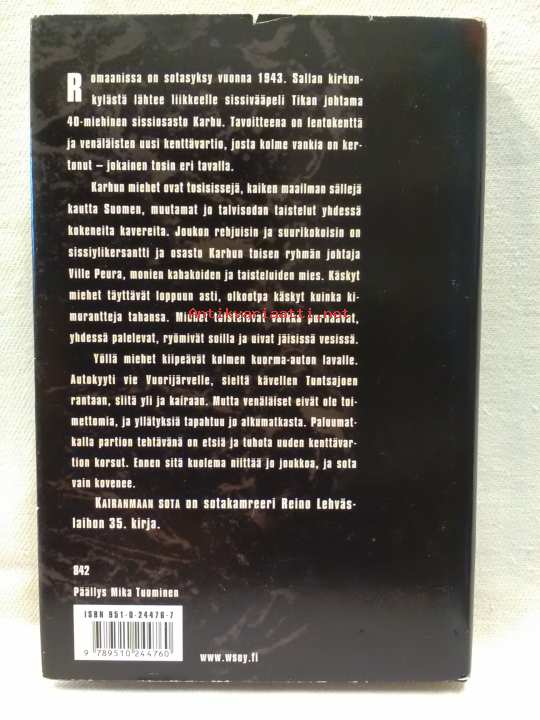 Romaanissa on sotasyksy vuonna 1943. Sallan kirkon-
kylästä lähtee liikkeelle sissivääpeli Tikan johtama
40-miehinen sissiosasto Karhu. Tavoitteena on lentokenttä
ja venäläisten uusi kenttävartio, josta kolme vankia on ker-
tonut – jokainen tosin eri tavalla.
Karhun miehet ovat tosisissejä, kaiken maailman sällejä
kautta Suomen, muutamat jo talvisodan taistelut yhdessä
kokeneita kavereita. Joukon rehjuisin ja suurikokoisin on
sissiylikersantti ja osasto Karhun toisen ryhmän johtaja
Ville Peura, monien kahakoiden ja taisteluiden mies. Käskyt
miehet täyttävät loppuun asti, olkootpa käskyt kuinka ki-
murantteja tahansa. Miehet taistelevat vaikka purnaavat,
Antikvariaatti.net
yhdessä palelevat, ryömivät soilla ja uivat jäisissä vesissä.
Yöllä miehet kiipeävät kolmen kuorma-auton lavalle.
Autokyyti vie Vuorijärvelle, sieltä kävellen Tuntsajoen
rantaan, siitä yli ja kairaan. Mutta venäläiset eivät ole toi-
mettomia, ja yllätyksiä tapahtuu jo alkumatkasta. Paluumat-
kalla partion tehtävänä on etsiä ja tuhota uuden kenttävar-
tion korsut. Ennen sitä kuolema niittää jo joukkoa, ja sota
vain kovenee.
KAIRANMAAN SOTA on sotakamreeri Reino Lehväs-
laihon 35. kirja.
842
Päällys Mika Tuominen
ISBN 951-0-24476-7
9 789510 244760
www.wsoy.fi